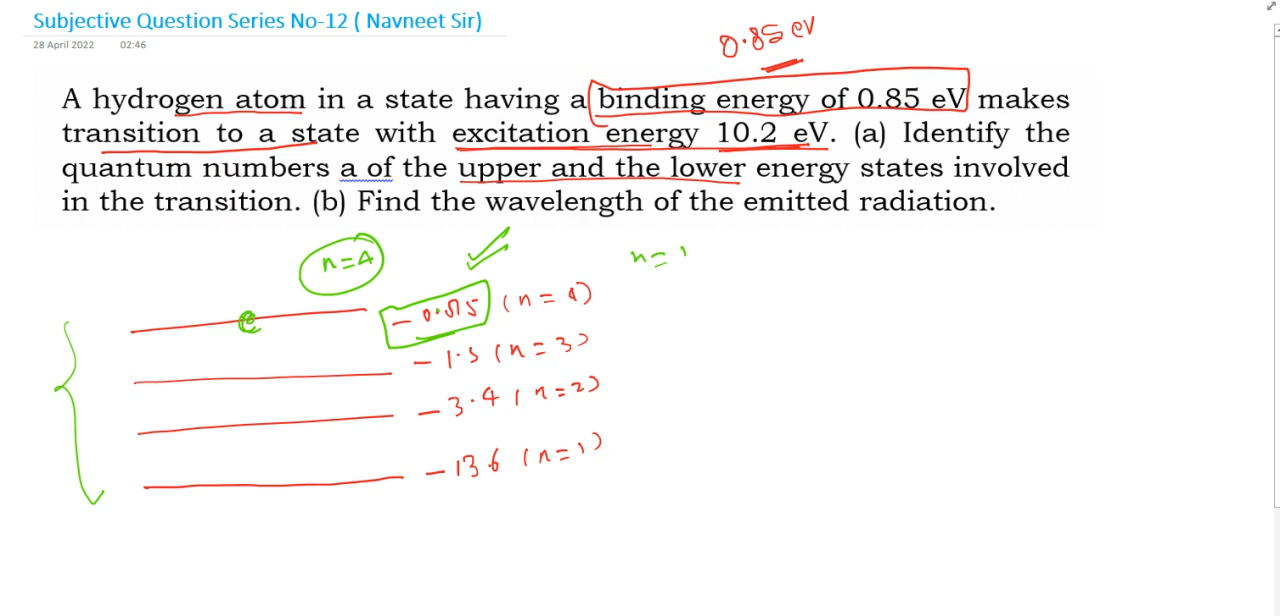 Subjective Question Series No-12 ( Navneet Sir)
28 April 2022 02:46
0.85 eV
A hydrogen atom in a state having a binding energy of 0.85 eV makes
transition to a state with excitation energy 10.2 eV. (a) Identify the
quantum numbers a of the upper and the lower energy states involved
in the transition. (b) Find the wavelength of the emitted radiation.
n=4 n=1
e - 0.85 (n=4)
- 1.5 (n=3)
- 3.4 (n=2)
- 13.6 (n=1)